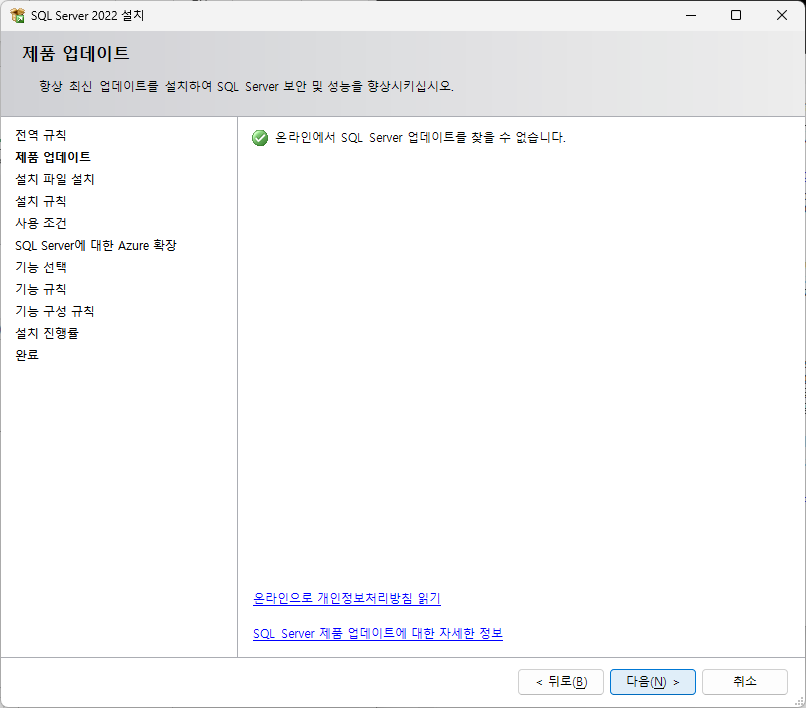 SQL Server 2022 설치
제품 업데이트
항상 최신 업데이트를 설치하여 SQL Server 보안 및 성능을 향상시키십시오.
전역 규칙
제품 업데이트
설치 파일 설치
설치 규칙
사용 조건
SQL Server에 대한 Azure 확장
기능 선택
기능 규칙
기능 구성 규칙
설치 진행률
완료
온라인에서 SQL Server 업데이트를 찾을 수 없습니다.
온라인으로 개인정보처리방침 읽기
SQL Server 제품 업데이트에 대한 자세한 정보
< 뒤로(B)
다음(N) >
취소